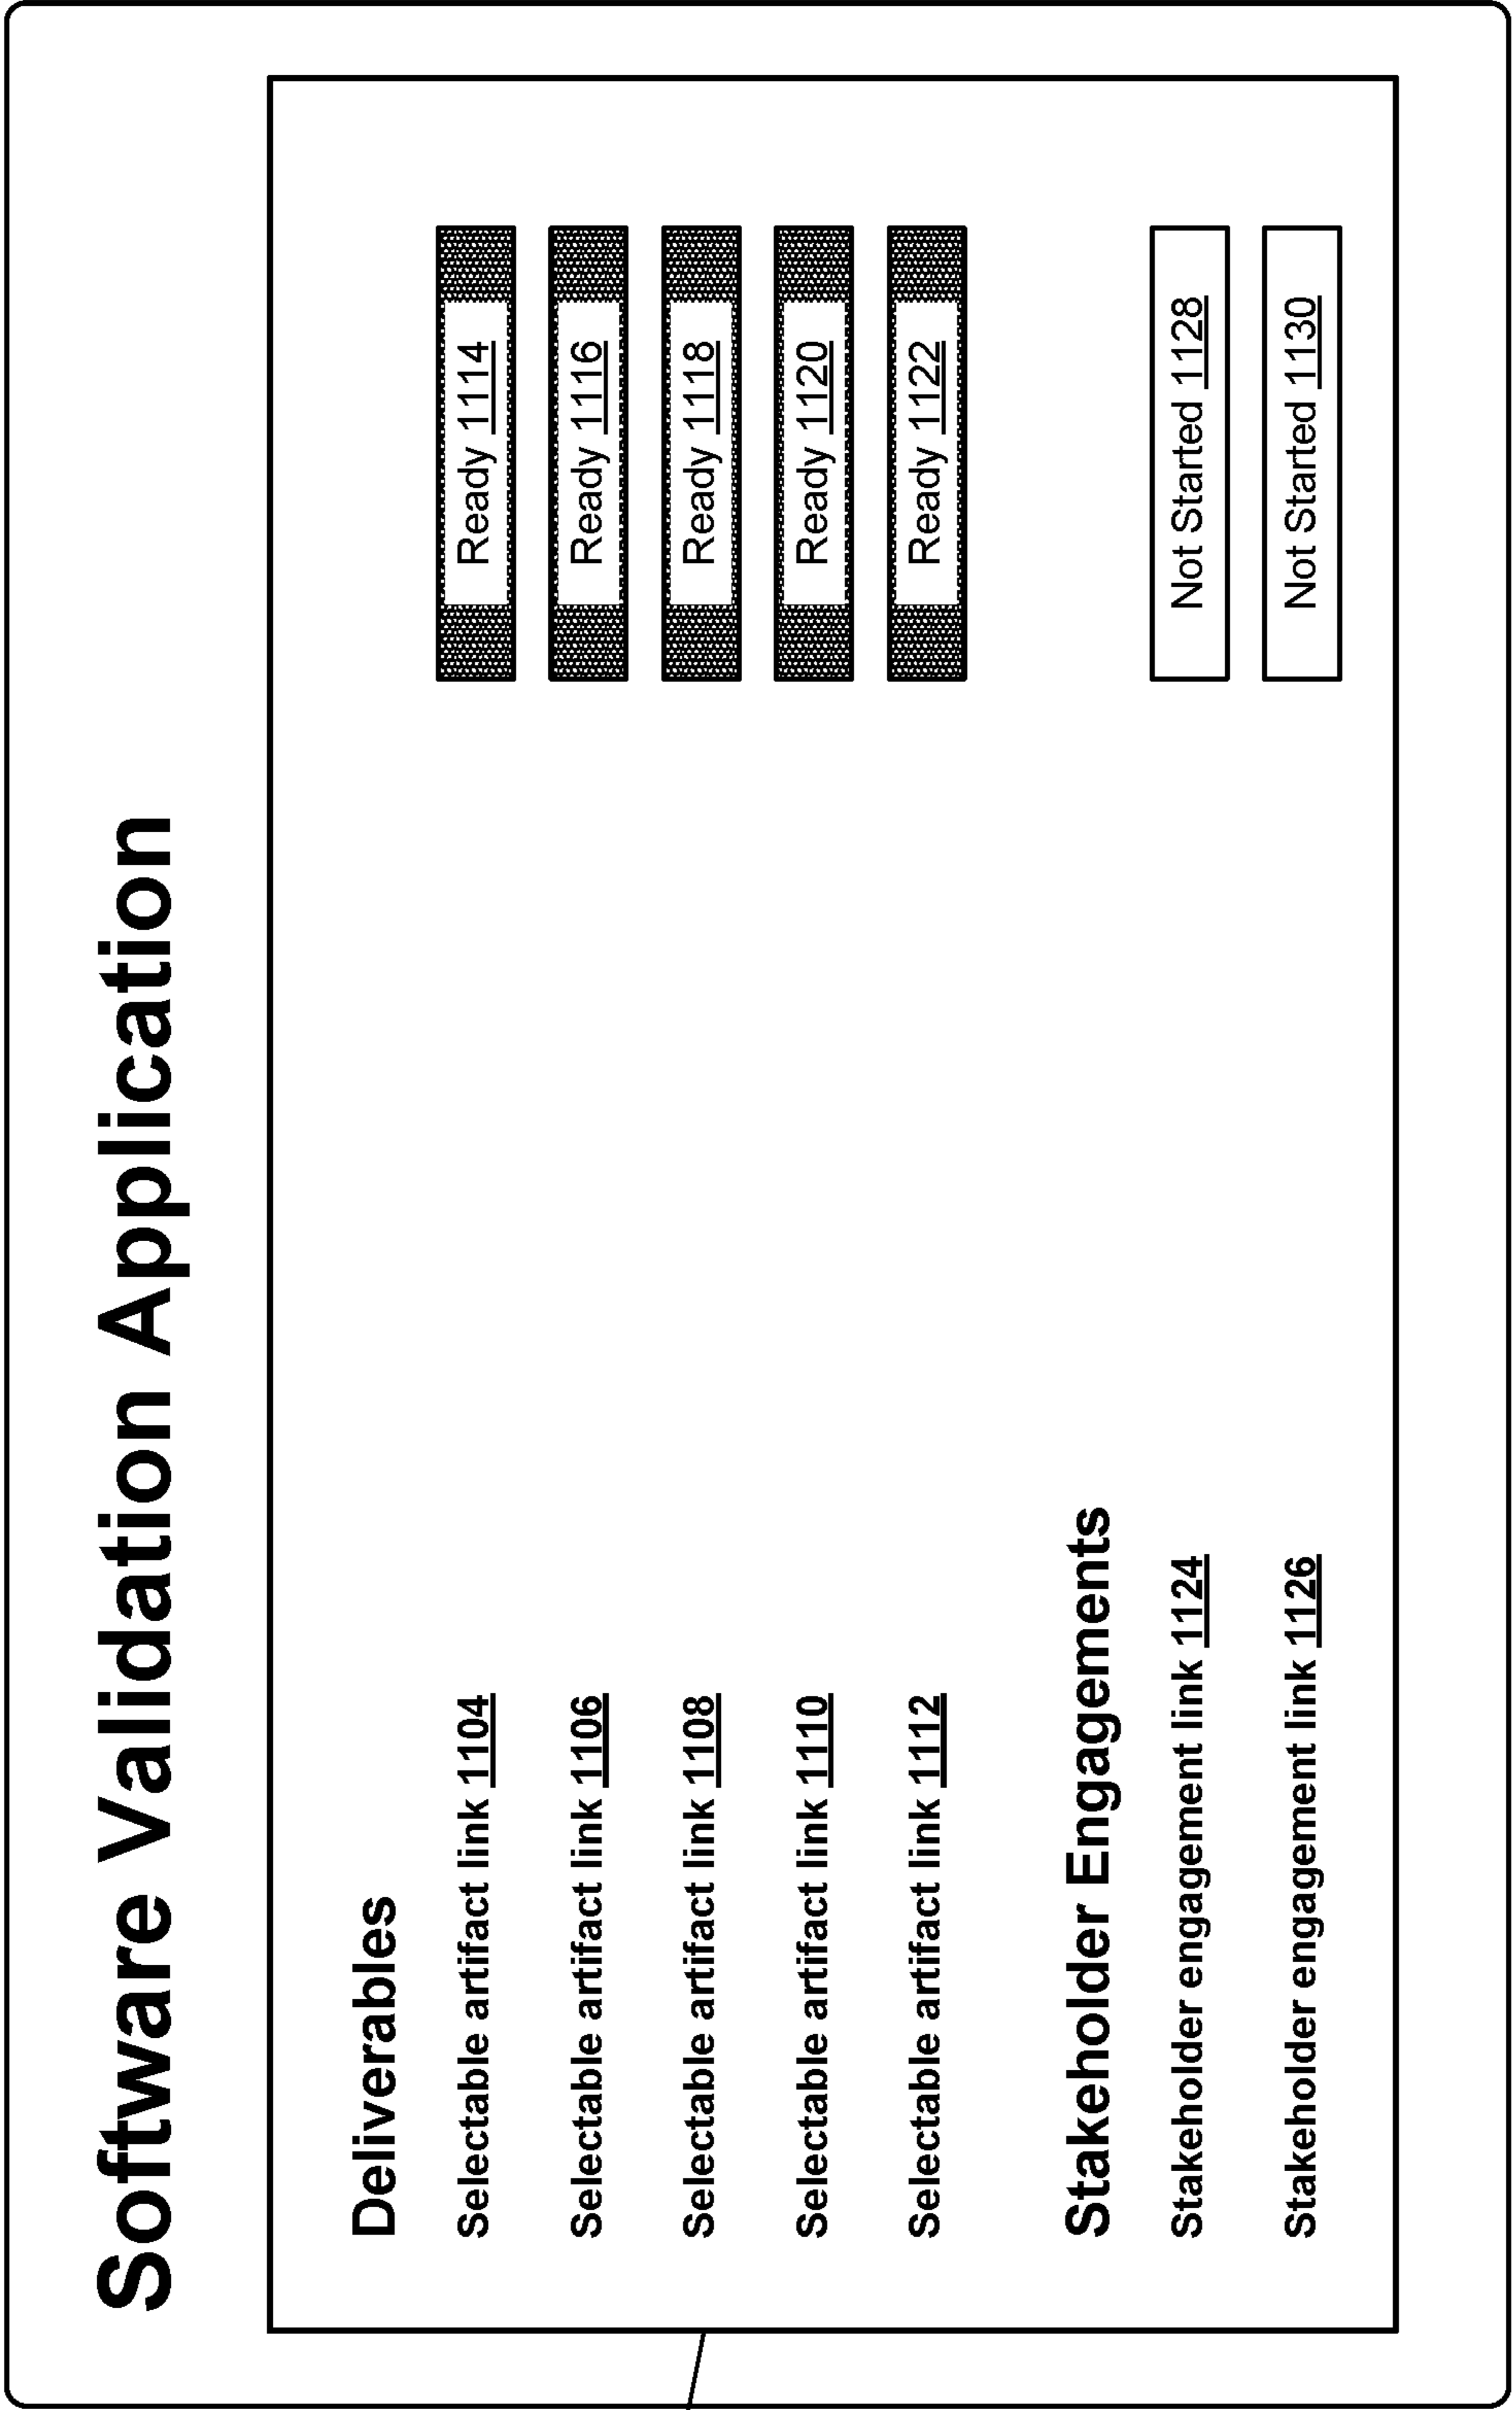 Software Validation Application
Deliverables
Selectable artifact link 1104 Ready 1114
Selectable artifact link 1106 Ready 1116
Selectable artifact link 1108 Ready 1118
Selectable artifact link 1110 Ready 1120
Selectable artifact link 1112 Ready 1122
Stakeholder Engagements
Stakeholder engagement link 1124 Not Started 1128
Stakeholder engagement link 1126 Not Started 1130